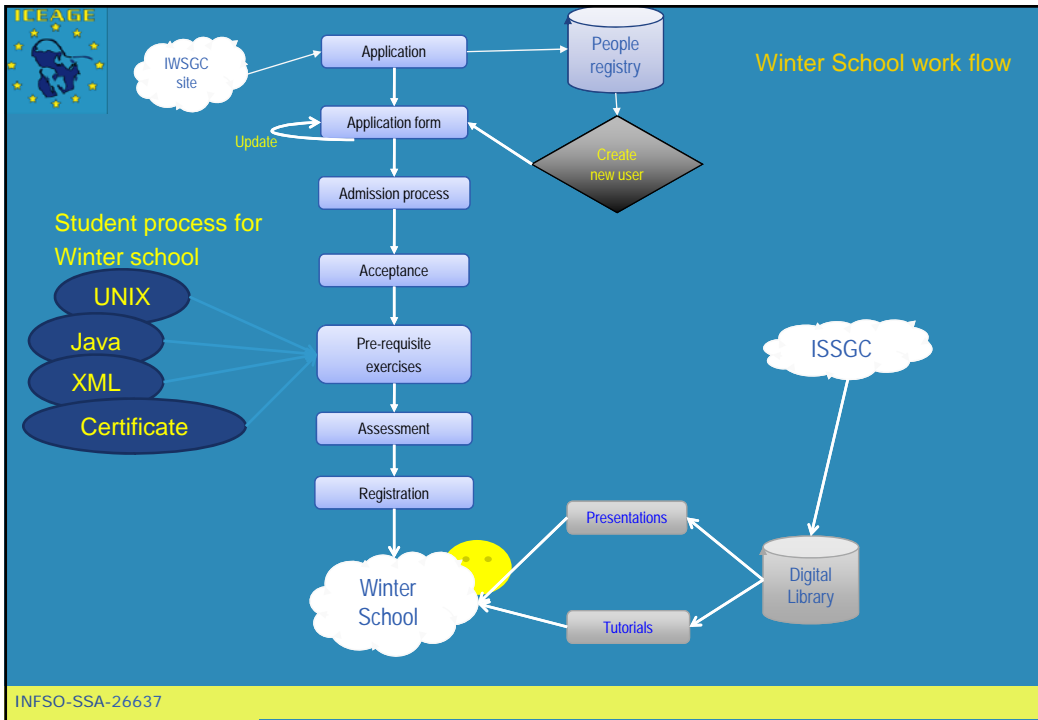 ICEAGE
IWSGC
site
Application
People
registry
Winter School work flow
Application form
Update
Create
new user
Admission process
Student process for
Winter school
Acceptance
UNIX
Java
XML
Certificate
Pre-requisite
exercises
ISSGC
Assessment
Registration
Presentations
Winter
School
Digital
Library
Tutorials
INFSO-SSA-26637